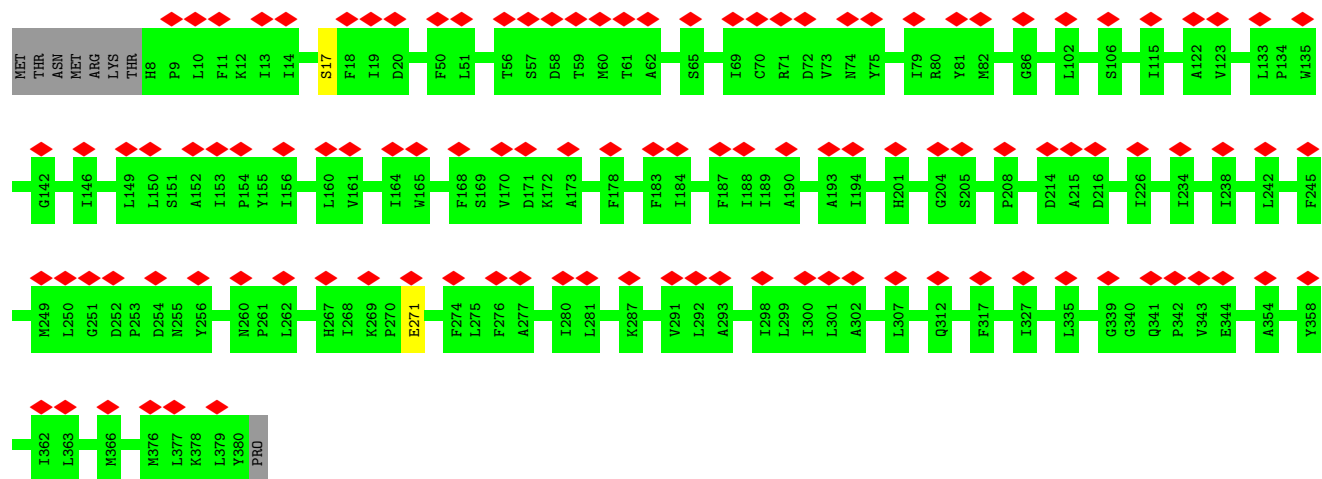 MET THR ASN MET ARG LYS THR H8 P9 L10 F11 K12 I13 I14 S17 F18 I19 D20 F50 L51 T56 S57 D58 T59 M60 T61 A62 S65 I69 C70 R71 D72 V73 N74 Y75 I79 R80 Y81 M82 G86 L102 S106 I115 A122 V123 L133 P134 W135
G142 I146 L149 L150 S151 A152 I153 P154 Y155 I156 L160 V161 I164 W165 F168 S169 V170 D171 K172 A173 F178 F183 I184 F187 I188 I189 A190 A193 I194 H201 G204 S205 P208 D214 A215 D216 I226 I234 I238 L242 F245
M249 L250 G251 D252 P253 D254 N255 Y256 N260 P261 L262 H267 I268 K269 P270 E271 F274 L275 F276 A277 I280 L281 K287 V291 L292 A293 I298 L299 I300 L301 A302 L307 Q312 F317 I327 L335 G339 G340 Q341 P342 V343 E344 A354 Y358
I362 L363 M366 M376 L377 K378 L379 Y380 PRO